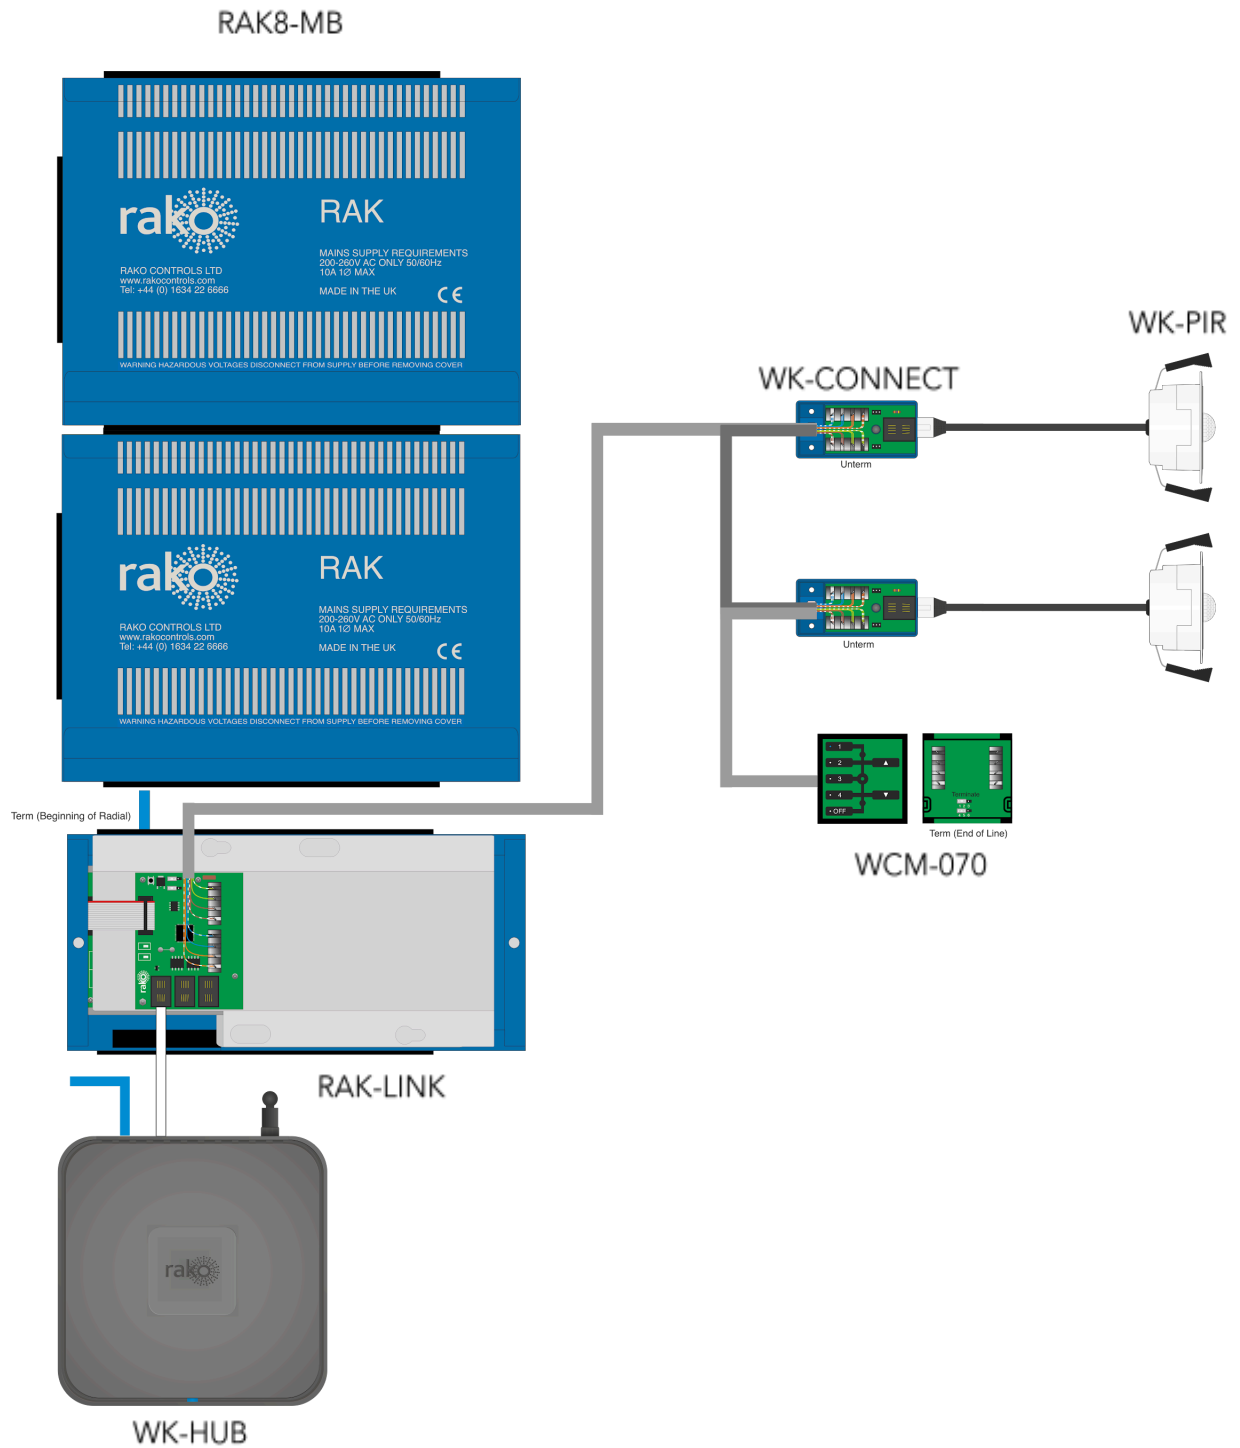 RAK8-MB
rako
RAK
RAKO CONTROLS LTD
www.rakocontrols.com
Tel: +44 (0) 1634 22 6666
MAINS SUPPLY REQUIREMENTS
200-260V AC ONLY 50/60Hz
10A 1Ø MAX
MADE IN THE UK
CE
WARNING HAZARDOUS VOLTAGES DISCONNECT FROM SUPPLY BEFORE REMOVING COVER
rako
RAK
RAKO CONTROLS LTD
www.rakocontrols.com
Tel: +44 (0) 1634 22 6666
MAINS SUPPLY REQUIREMENTS
200-260V AC ONLY 50/60Hz
10A 1Ø MAX
MADE IN THE UK
CE
WARNING HAZARDOUS VOLTAGES DISCONNECT FROM SUPPLY BEFORE REMOVING COVER
WK-PIR
WK-CONNECT
Unterm
Unterm
1
2
3
4
OFF
Terminate
Term (End of Line)
WCM-070
Term (Beginning of Radial)
rako
RAK-LINK
rako
WK-HUB